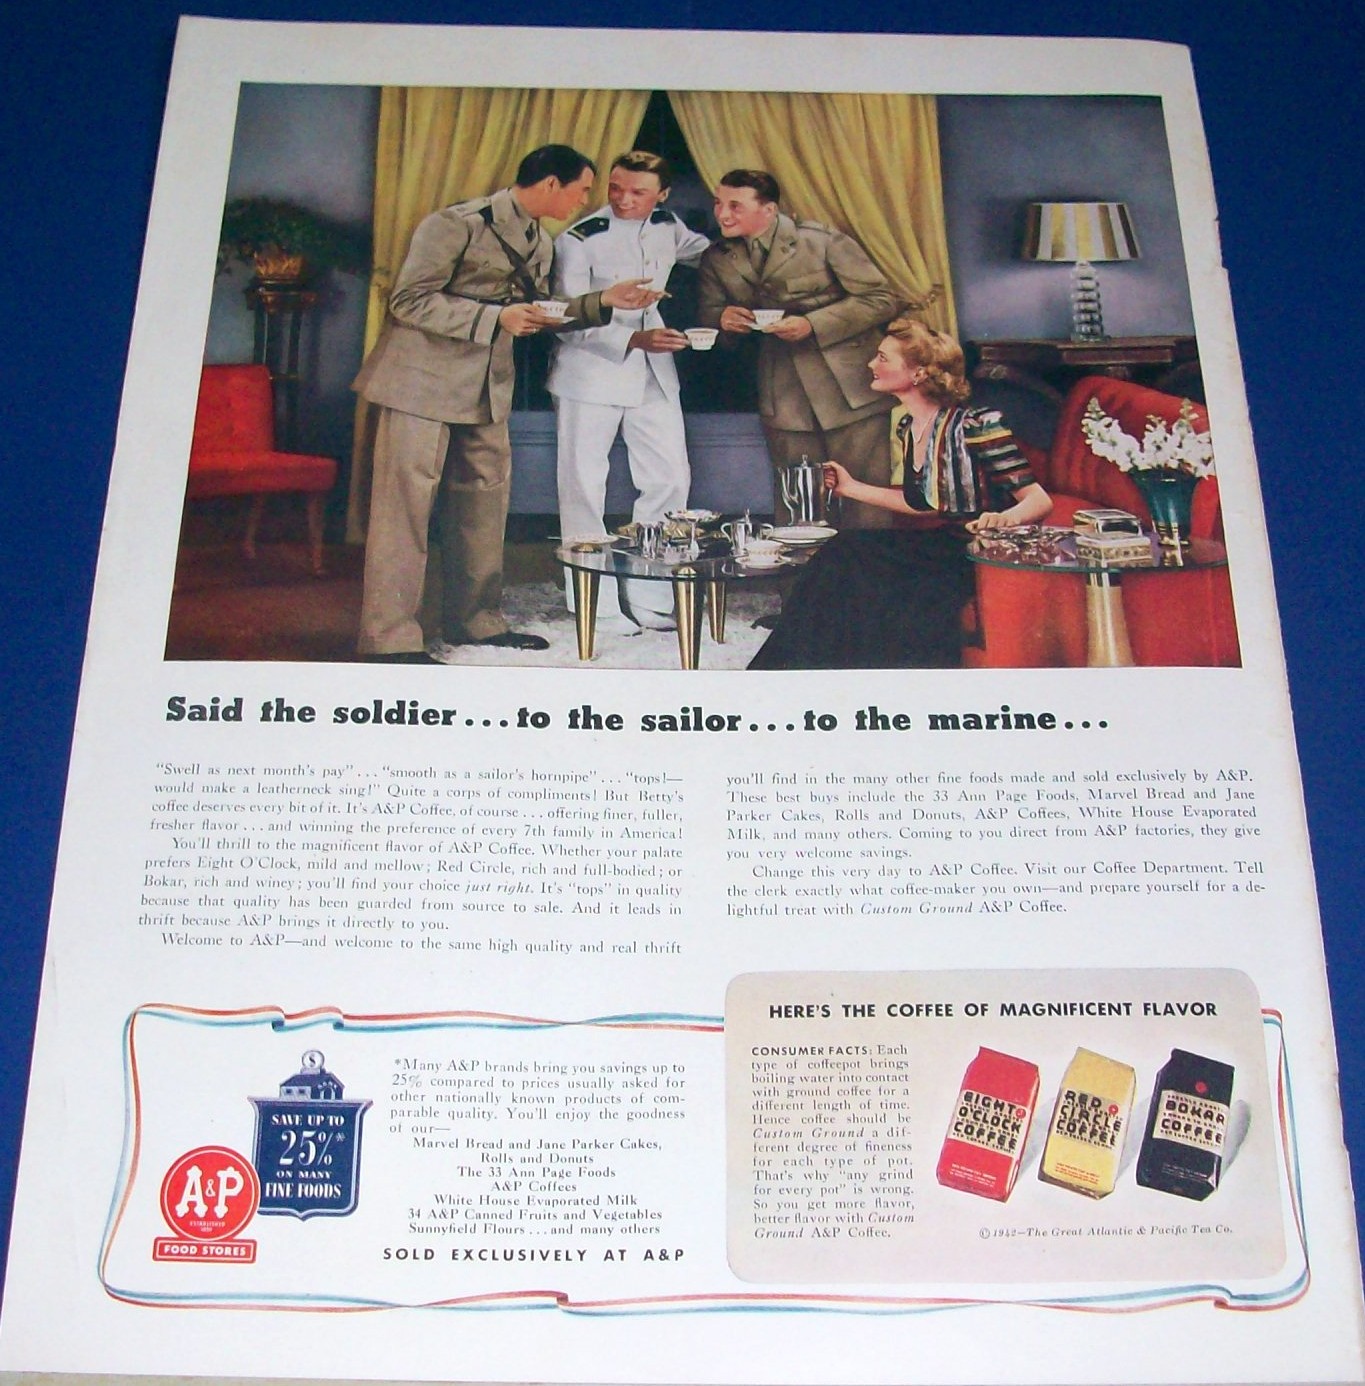 Said the soldier...to the sailor...to the marine...
"Swell as next month's pay"..."smooth as a sailor's hornpipe"..."tops!—
would make a leatherneck sing!" Quite a corps of compliments! But Betty's
coffee deserves every bit of it. It's A&P Coffee, of course...offering finer, fuller,
fresher flavor...and winning the preference of every 7th family in America!
You'll thrill to the magnificent flavor of A&P Coffee. Whether your palate
prefers Eight O'Clock, mild and mellow; Red Circle, rich and full-bodied; or
Bokar, rich and winey; you'll find your choice just right. It's "tops" in quality
because that quality has been guarded from source to sale. And it leads in
thrift because A&P brings it directly to you.
Welcome to A&P—and welcome to the same high quality and real thrift
you'll find in the many other fine foods made and sold exclusively by A&P.
These best buys include the 33 Ann Page Foods, Marvel Bread and Jane
Parker Cakes, Rolls and Donuts, A&P Coffees, White House Evaporated
Milk, and many others. Coming to you direct from A&P factories, they give
you very welcome savings.
Change this very day to A&P Coffee. Visit our Coffee Department. Tell
the clerk exactly what coffee-maker you own—and prepare yourself for a de-
lightful treat with Custom Ground A&P Coffee.
$
SAVE UP TO
25%*
ON MANY
FINE FOODS
A&P
ESTABLISHED
1859
FOOD STORES
*Many A&P brands bring you savings up to
25% compared to prices usually asked for
other nationally known products of com-
parable quality. You'll enjoy the goodness
of our—
Marvel Bread and Jane Parker Cakes,
Rolls and Donuts
The 33 Ann Page Foods
A&P Coffees
White House Evaporated Milk
34 A&P Canned Fruits and Vegetables
Sunnyfield Flours...and many others
SOLD EXCLUSIVELY AT A&P
HERE'S THE COFFEE OF MAGNIFICENT FLAVOR
CONSUMER FACTS: Each
type of coffeepot brings
boiling water into contact
with ground coffee for a
different length of time.
Hence coffee should be
Custom Ground a dif-
ferent degree of fineness
for each type of pot.
That's why "any grind
for every pot" is wrong.
So you get more flavor,
better flavor with Custom
Ground A&P Coffee.
EIGHT
O'CLOCK
COFFEE
RED
CIRCLE
COFFEE
BOKAR
COFFEE
©1942—The Great Atlantic & Pacific Tea Co.